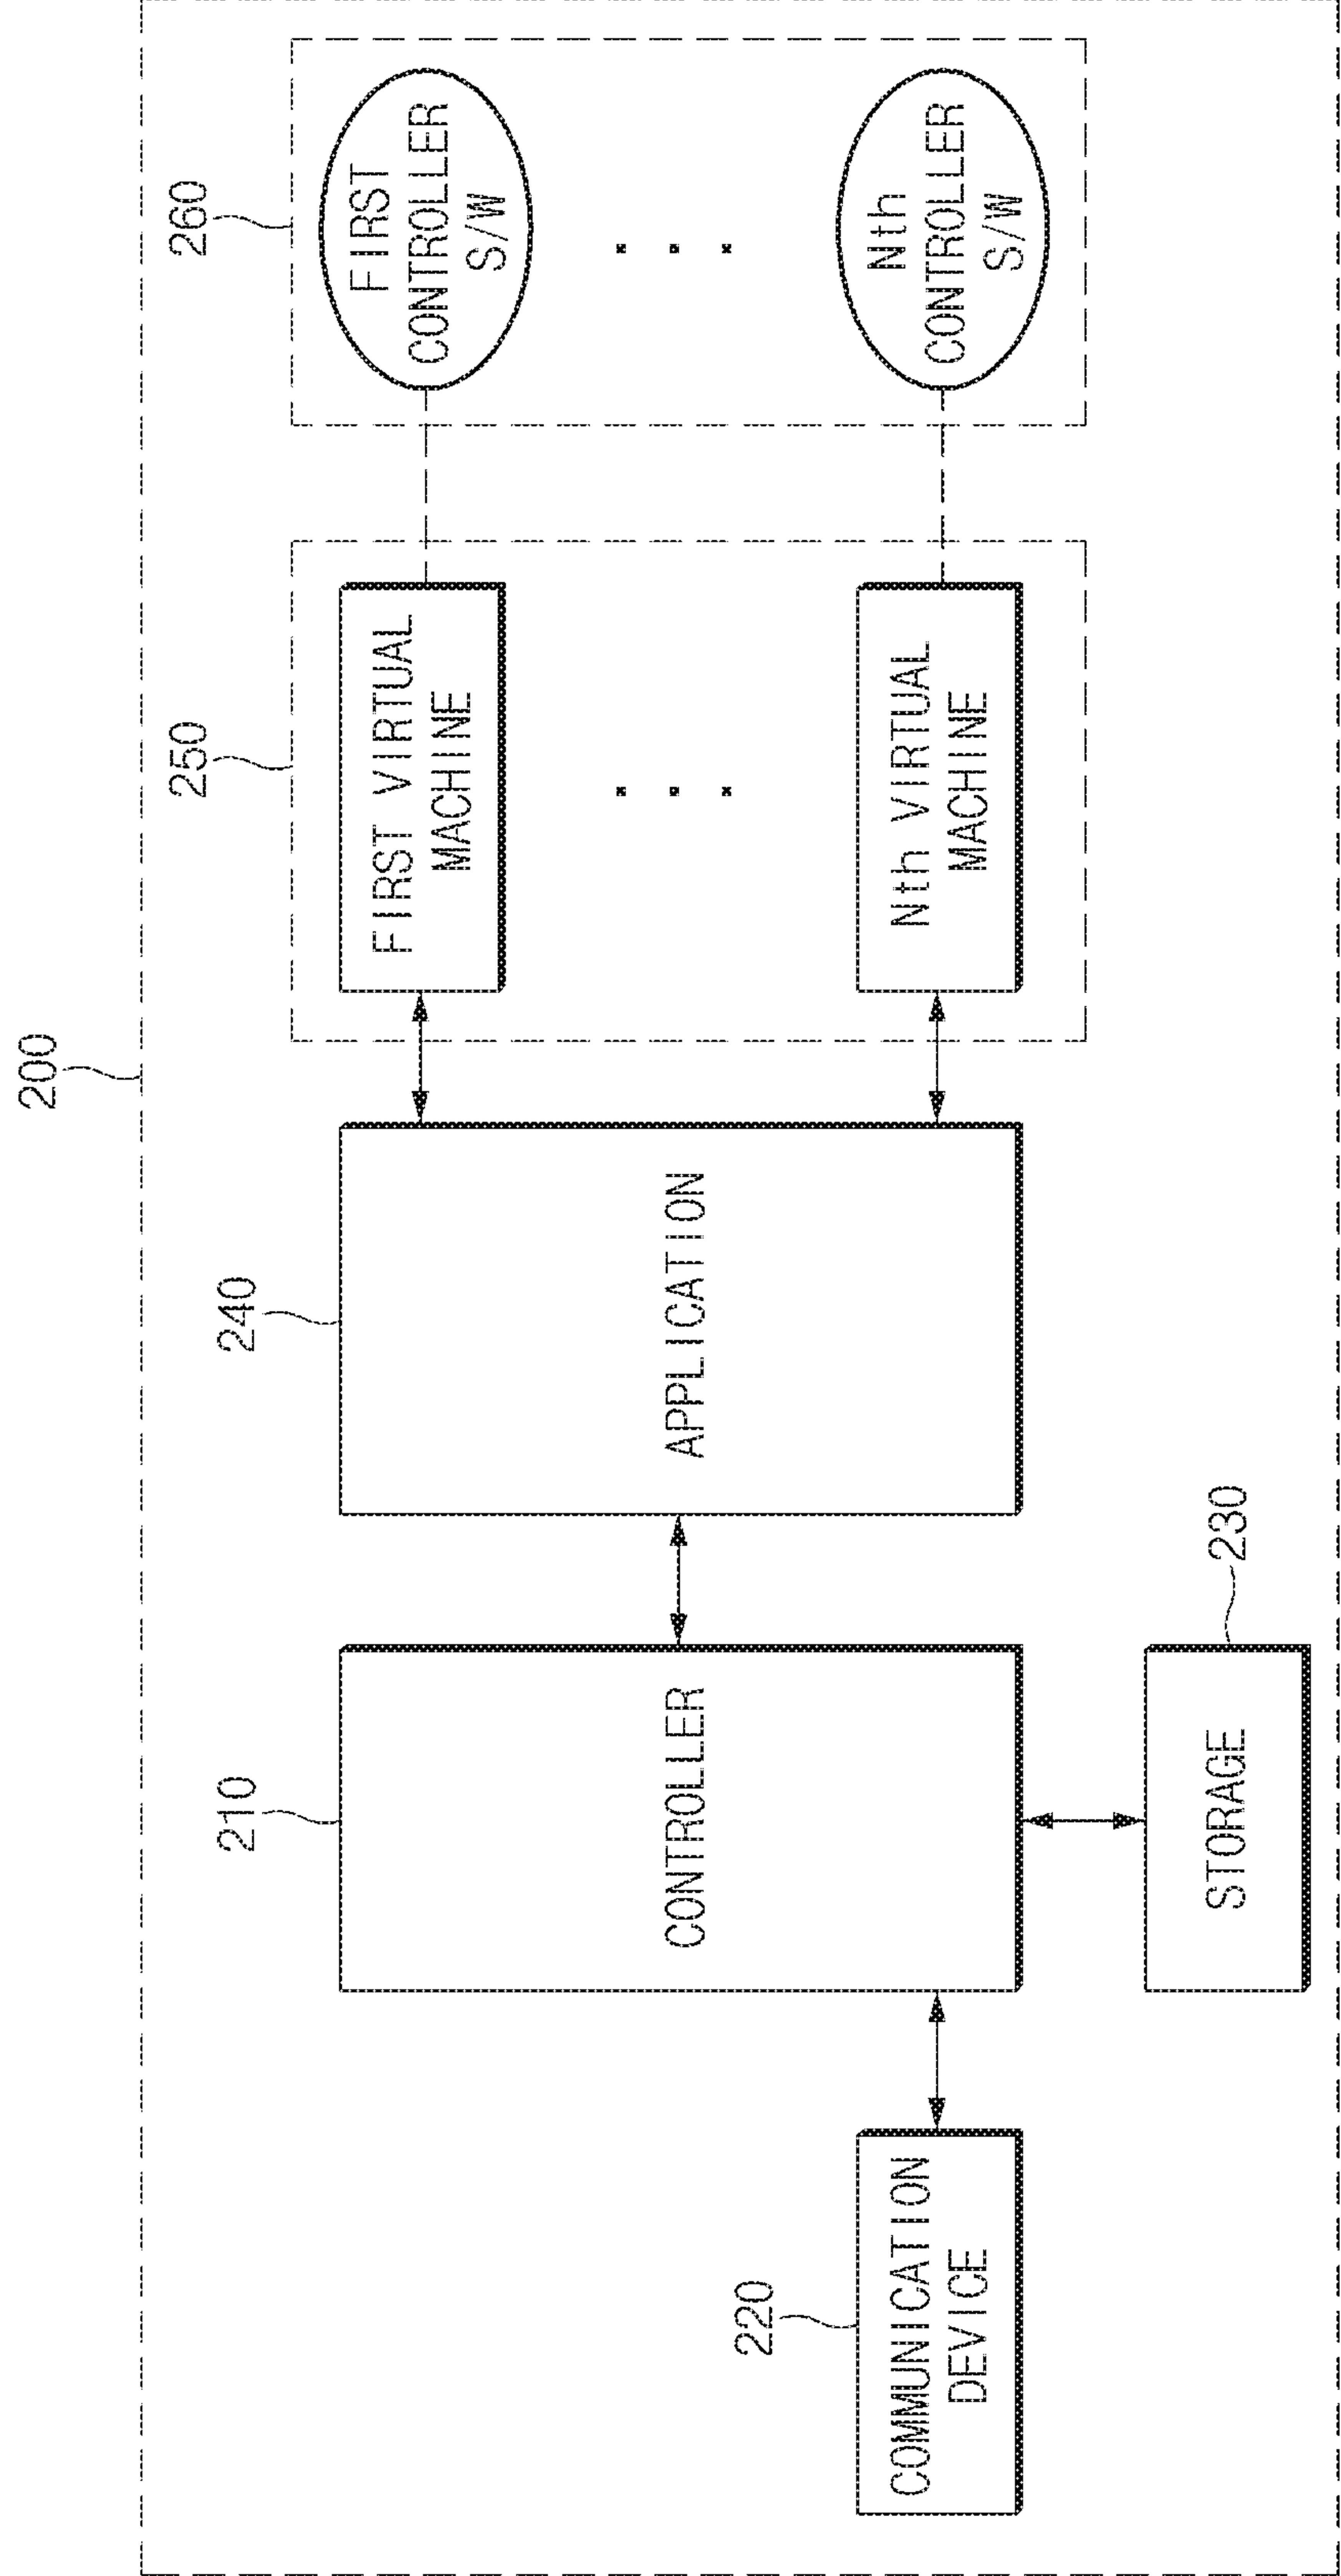 200
220
COMMUNICATION
DEVICE
210
CONTROLLER
230
STORAGE
240
APPLICATION
250
FIRST VIRTUAL
MACHINE
Nth VIRTUAL
MACHINE
260
FIRST
CONTROLLER
S/W
Nth
CONTROLLER
S/W